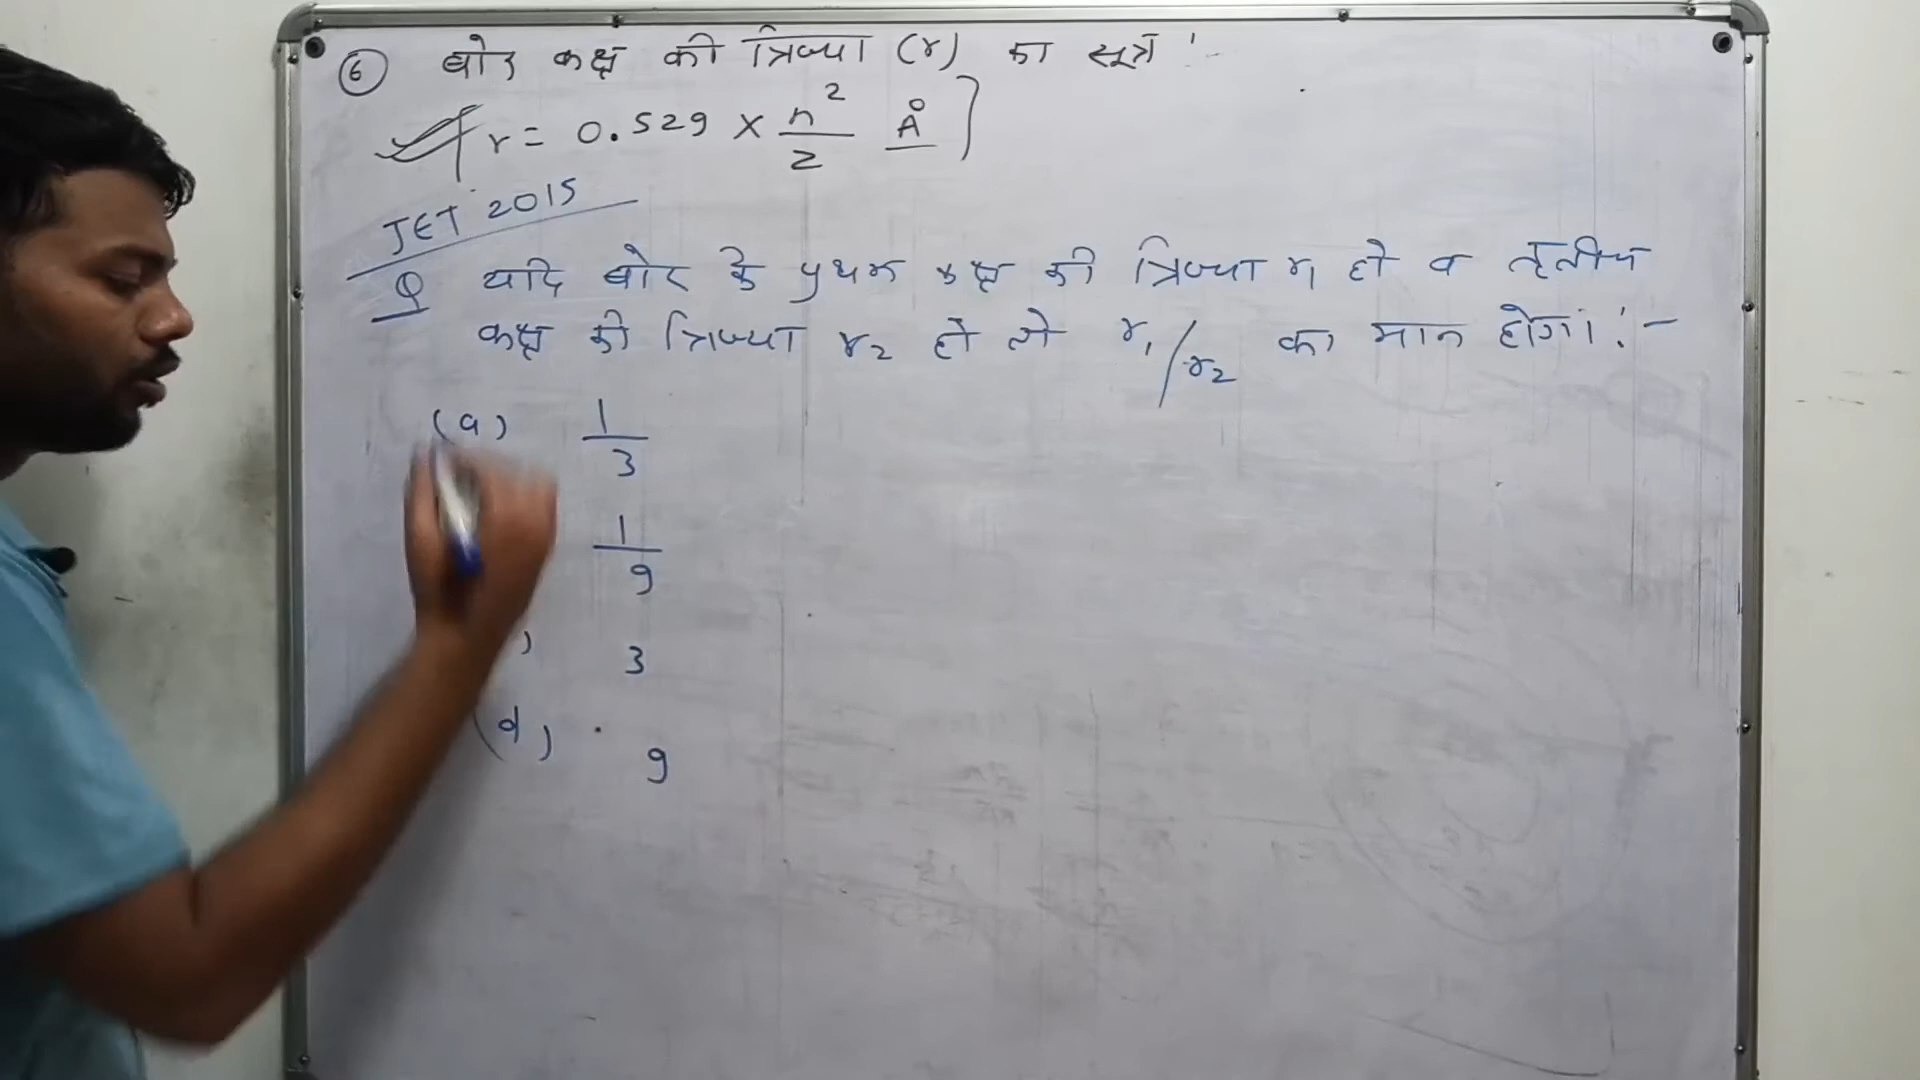 ⑥ बोर कक्ष की त्रिज्या (r) का सूत्र :-
r = 0.529 × n²/Z Å
JET 2015
Q यदि बोर के प्रथम कक्ष की त्रिज्या r₁ हो व तृतीय
कक्ष की त्रिज्या r₂ हो तो r₁/r₂ का मान होगा :-
(a) 1/3
1/9
) 3
(d) 9